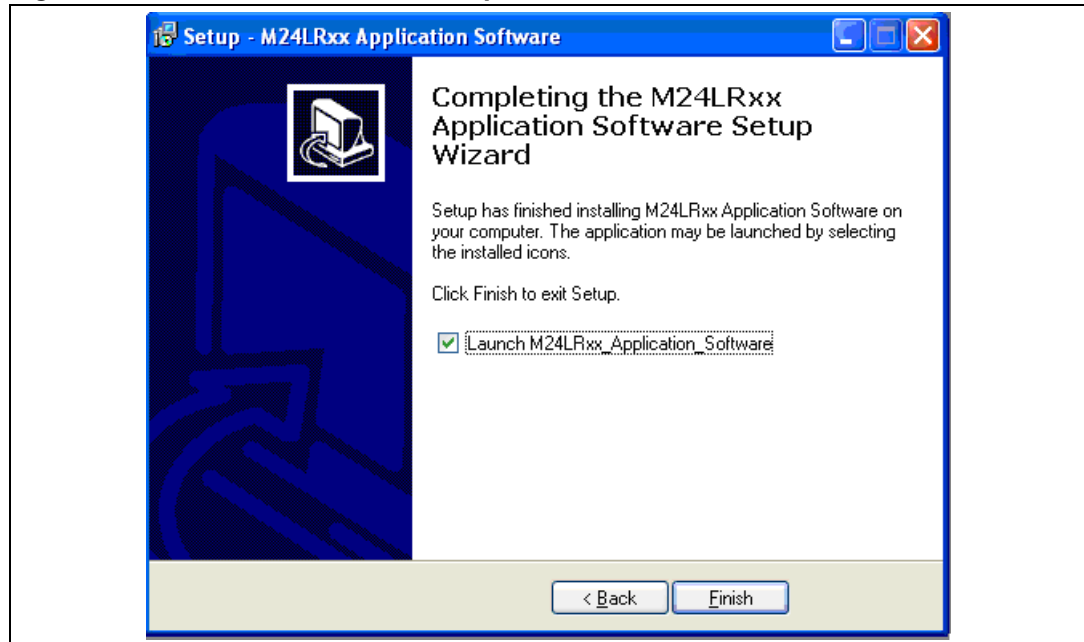 Setup - M24LRxx Application Software
Completing the M24LRxx
Application Software Setup
Wizard
Setup has finished installing M24LRxx Application Software on
your computer. The application may be launched by selecting
the installed icons.
Click Finish to exit Setup.
Launch M24LRxx_Application_Software
< Back
Finish